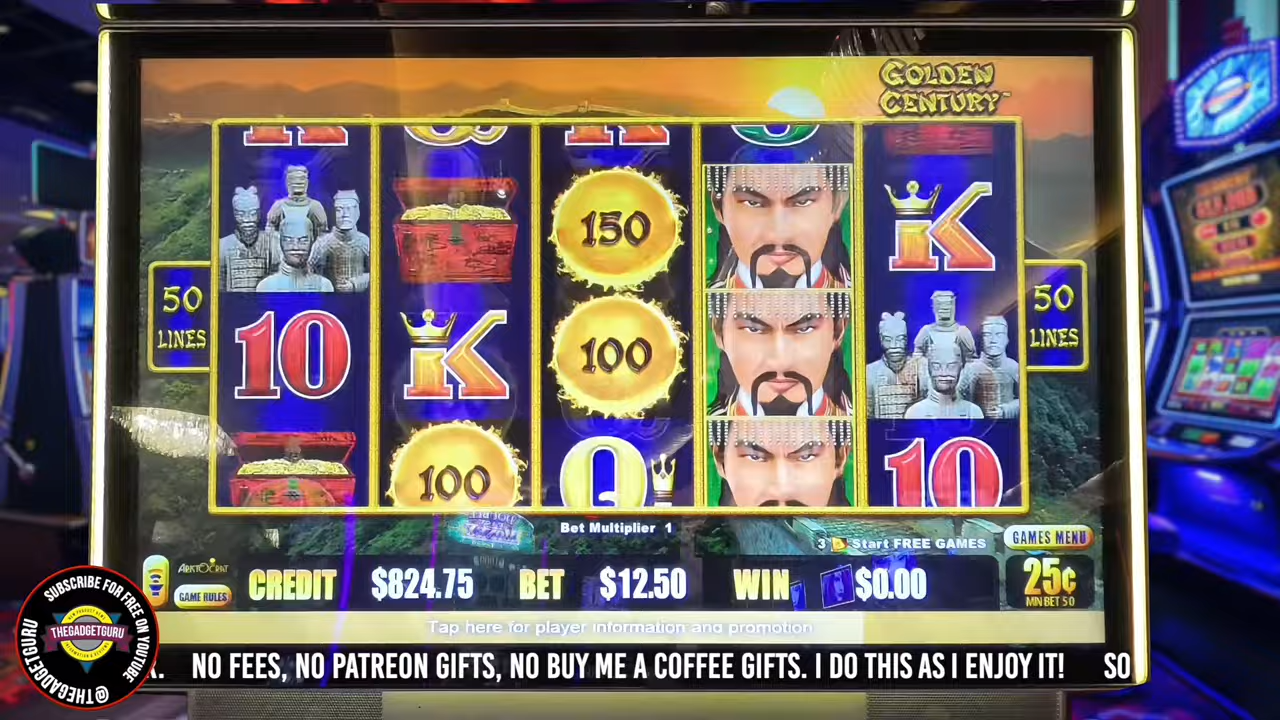 GOLDEN
CENTURY™
K
K
150
10
K
100
100
Q
10
50
LINES
50
LINES
Bet Multiplier 1
3 Start FREE GAMES
GAMES MENU
ARISTOCRAT
GAME RULES
CREDIT $824.75 BET $12.50 WIN $0.00
25¢
MIN BET 50
Tap here for player information and promotion
SUBSCRIBE FOR FREE ON YOUTUBE
THEGADGETGURU
@THEGADGETGURU
. NO FEES, NO PATREON GIFTS, NO BUY ME A COFFEE GIFTS. I DO THIS AS I ENJOY IT! SO